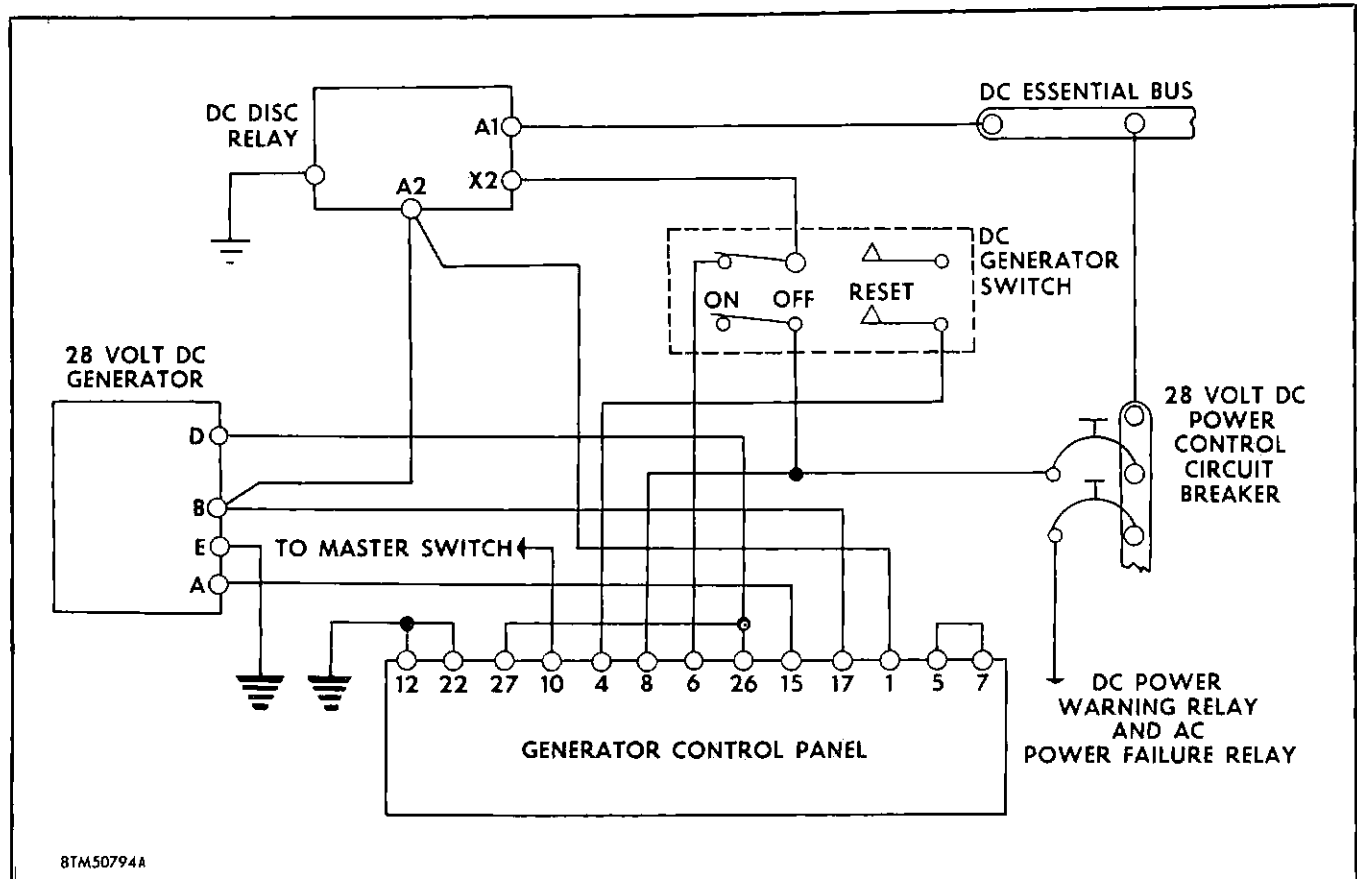 DC DISC
RELAY
A1
X2
A2
DC ESSENTIAL BUS
DC
GENERATOR
SWITCH
ON OFF RESET
28 VOLT DC
GENERATOR
D
B
E
A
TO MASTER SWITCH
28 VOLT DC
POWER
CONTROL
CIRCUIT
BREAKER
12 22 27 10 4 8 6 26 15 17 1 5 7
GENERATOR CONTROL PANEL
DC POWER
WARNING RELAY
AND AC
POWER FAILURE RELAY
8TM50794A